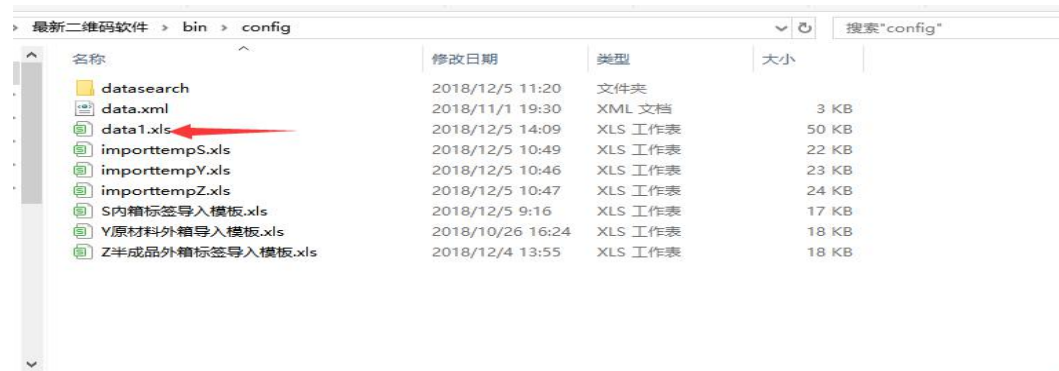 最新二维码软件 > bin > config 搜索"config"
名称 修改日期 类型 大小
datasearch 2018/12/5 11:20 文件夹
data.xml 2018/11/1 19:30 XML 文档 3 KB
data1.xls 2018/12/5 14:09 XLS 工作表 50 KB
importtempS.xls 2018/12/5 10:49 XLS 工作表 22 KB
importtempY.xls 2018/12/5 10:46 XLS 工作表 23 KB
importtempZ.xls 2018/12/5 10:47 XLS 工作表 24 KB
S内箱标签导入模板.xls 2018/12/5 9:16 XLS 工作表 17 KB
Y原材料外箱导入模板.xls 2018/10/26 16:24 XLS 工作表 18 KB
Z半成品外箱标签导入模板.xls 2018/12/4 13:55 XLS 工作表 18 KB